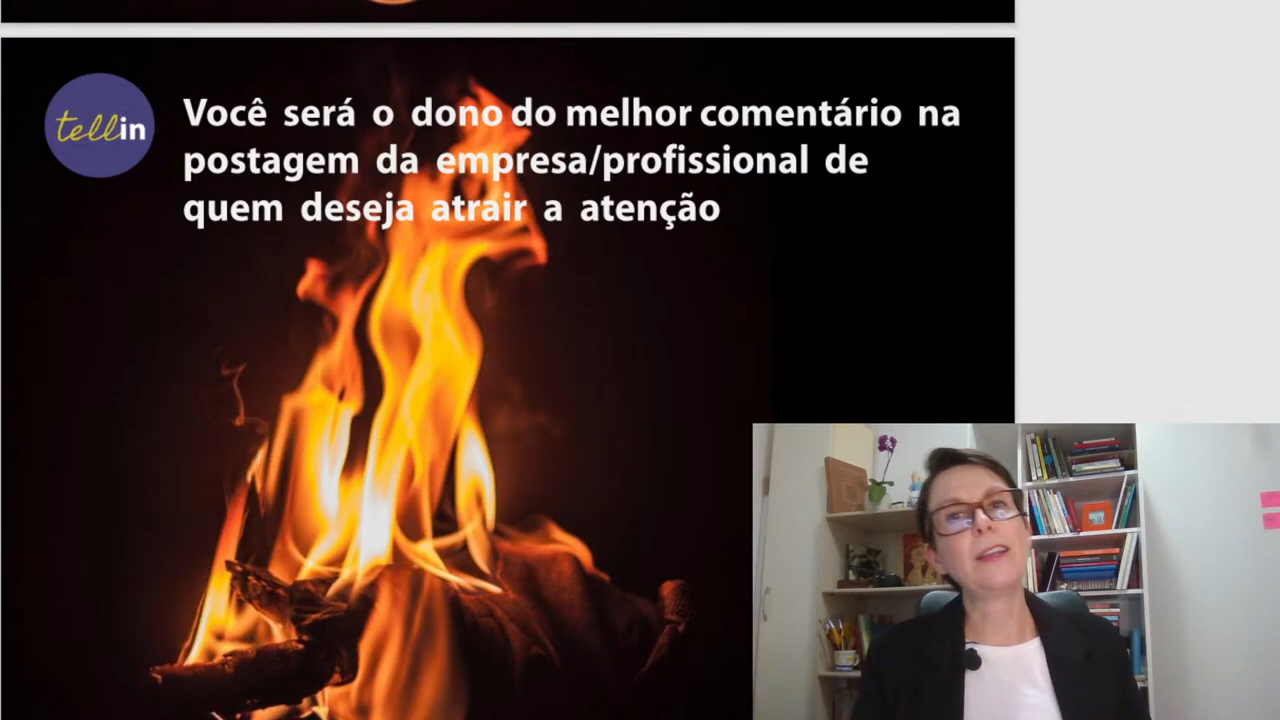 tellin
Você será o dono do melhor comentário na
postagem da empresa/profissional de
quem deseja atrair a atenção